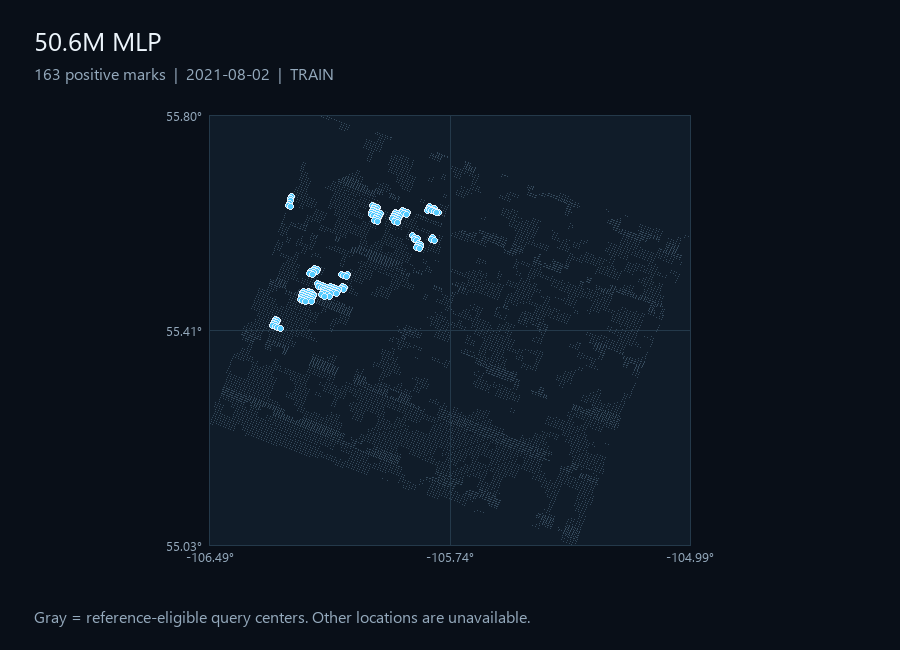 50.6M MLP
163 positive marks | 2021-08-02 | TRAIN
55.80°
55.41°
55.03°
-106.49°
-105.74°
-104.99°
Gray = reference-eligible query centers. Other locations are unavailable.